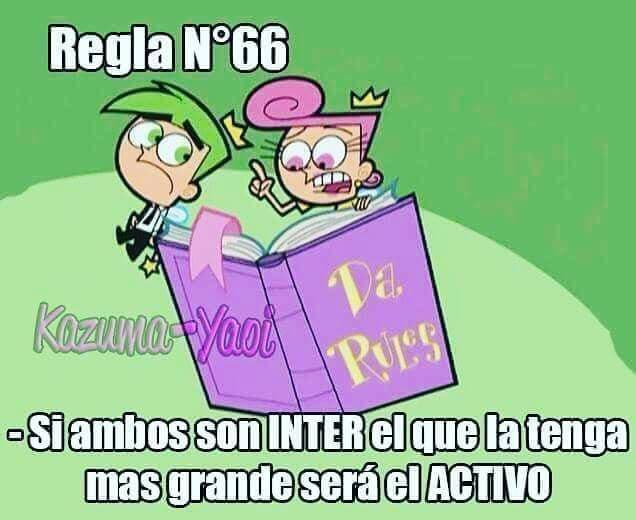 Regla N°66
Da
RULES
Kazuma-Yaoi
- Si ambos son INTER el que la tenga
mas grande será el ACTIVO